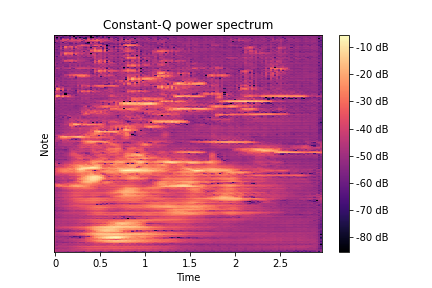 Constant-Q power spectrum
Note
-10 dB
-20 dB
-30 dB
-40 dB
-50 dB
-60 dB
-70 dB
-80 dB
0 0.5 1 1.5 2 2.5
Time